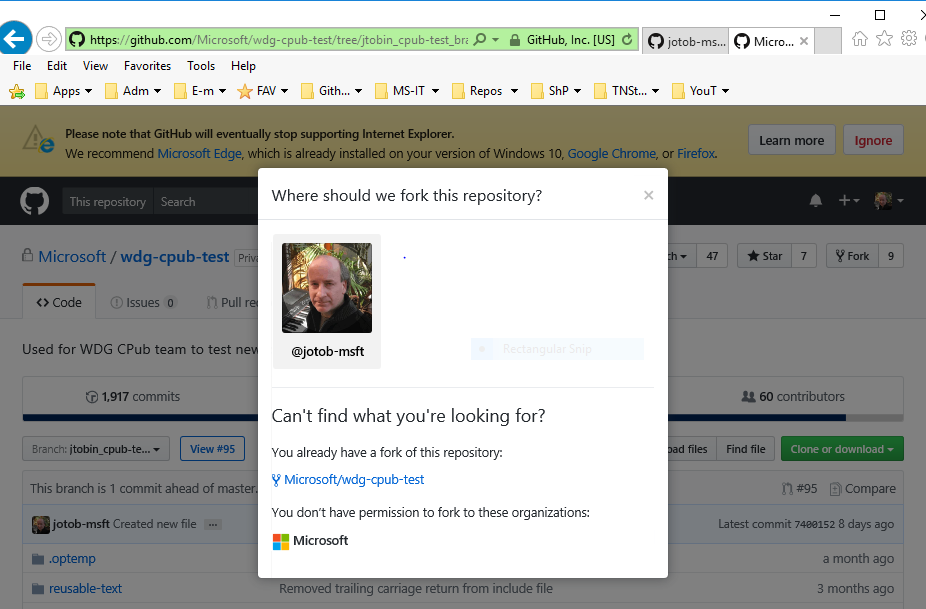 https://github.com/Microsoft/wdg-cpub-test/tree/jtobin_cpub-test_bra
GitHub, Inc. [US]
jotob-ms...
Micro...
File Edit View Favorites Tools Help
Apps Adm E-m FAV Gith... MS-IT Repos ShP TNSt... YouT
Please note that GitHub will eventually stop supporting Internet Explorer.
We recommend Microsoft Edge, which is already installed on your version of Windows 10, Google Chrome, or Firefox.
Learn more
Ignore
This repository Search
Where should we fork this repository?
Microsoft / wdg-cpub-test Priva
ch 47
Star 7
Fork 9
Code Issues 0 Pull re
@jotob-msft
Rectangular Snip
Used for WDG CPub team to test new
1,917 commits
60 contributors
Can't find what you're looking for?
You already have a fork of this repository:
Microsoft/wdg-cpub-test
You don't have permission to fork to these organizations:
Microsoft
Branch: jtobin_cpub-te...
View #95
oad files
Find file
Clone or download
This branch is 1 commit ahead of master.
#95 Compare
jotob-msft Created new file ...
Latest commit 7400152 8 days ago
.optemp
a month ago
reusable-text Removed trailing carriage return from include file 3 months ago